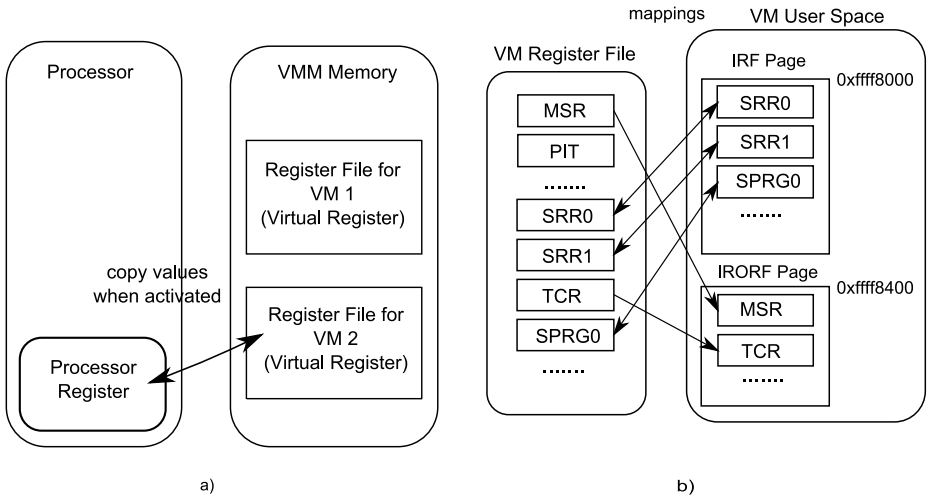 Processor
VMM Memory
Register File for
VM 1
(Virtual Register)
copy values
when activated
Register File for
VM 2
(Virtual Register)
Processor
Register
a)
mappings
VM User Space
VM Register File
MSR
PIT
.......
SRR0
SRR1
TCR
SPRG0
.......
IRF Page
0xffff8000
SRR0
SRR1
SPRG0
.......
IRORF Page
0xffff8400
MSR
TCR
.......
b)